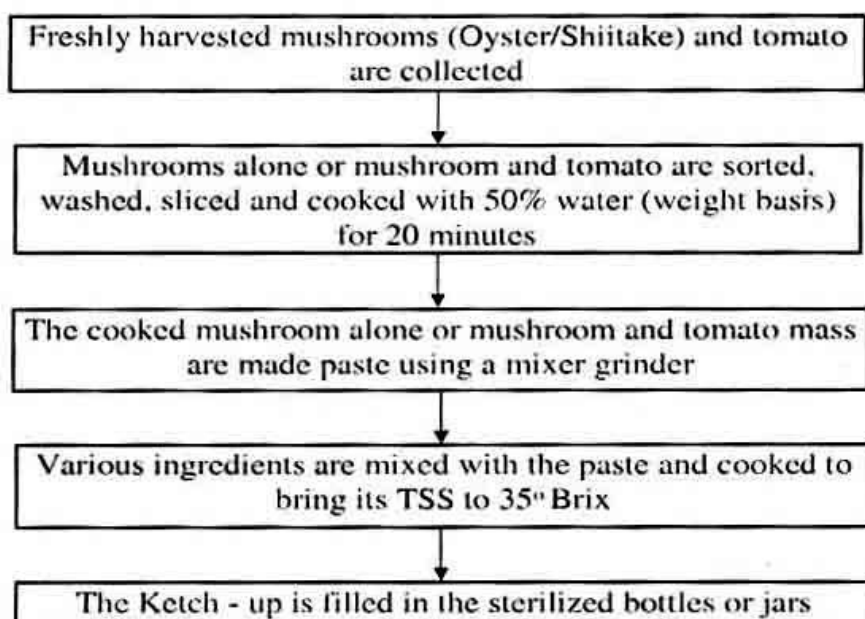 Freshly harvested mushrooms (Oyster/Shiitake) and tomato
are collected
Mushrooms alone or mushroom and tomato are sorted,
washed, sliced and cooked with 50% water (weight basis)
for 20 minutes
The cooked mushroom alone or mushroom and tomato mass
are made paste using a mixer grinder
Various ingredients are mixed with the paste and cooked to
bring its TSS to 35° Brix
The Ketch - up is filled in the sterilized bottles or jars